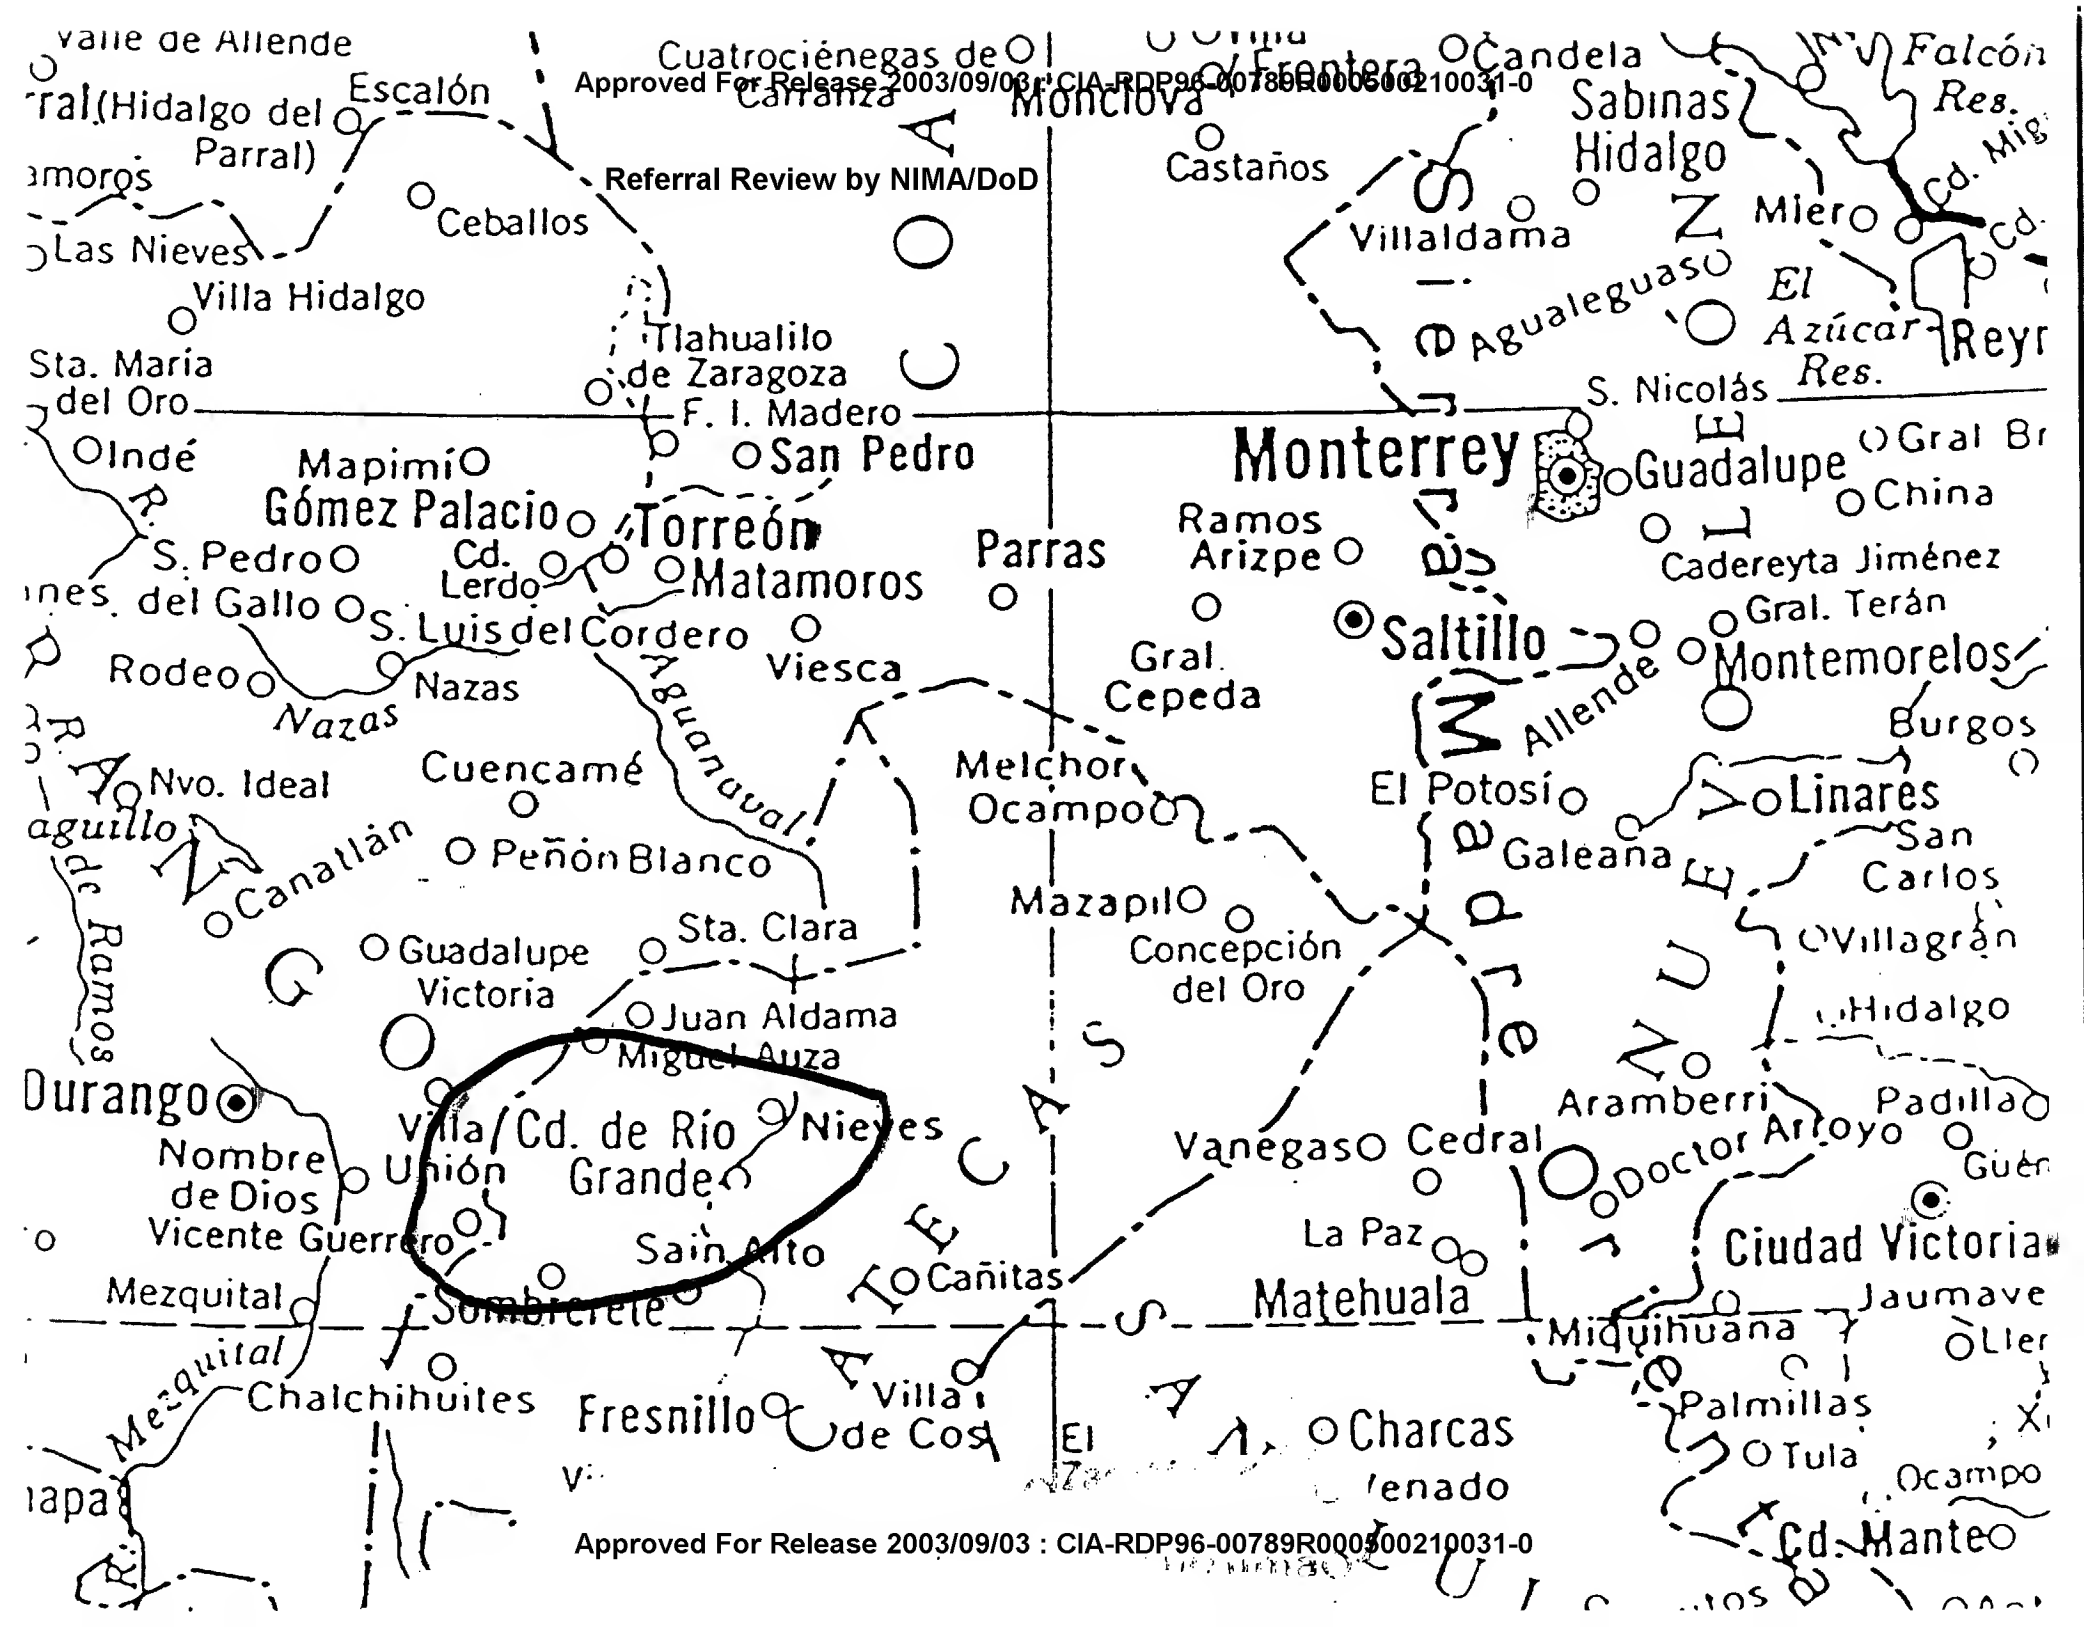 Valle de Allende
Cuatrociénegas de
Carranza
Frontera
Candela
Falcón
Res.
Approved For Release 2003/09/03 : CIA-RDP96-00789R000500210031-0
(Hidalgo del
Parral)
Escalón
Monclova
Sabinas
Hidalgo
Castaños
Referral Review by NIMA/DoD
Ceballos
Villaldama
Mier
Cd.
Las Nieves
Villa Hidalgo
Agualeguas
El
Azúcar
Res.
Tlahualilo
de Zaragoza
Sta. María
del Oro
F. I. Madero
S. Nicolás
Indé
Mapimí
San Pedro
Monterrey
Guadalupe
China
Gómez Palacio
Torreón
Parras
Ramos
Arizpe
S. Pedro
del Gallo
Cd.
Lerdo
Matamoros
Cadereyta Jiménez
S. Luis del Cordero
Viesca
Saltillo
Gral. Terán
Rodeo
Nazas
Nazas
Aguanaval
Gral.
Cepeda
Allende
Montemorelos
Burgos
Nvo. Ideal
Cuencamé
Melchor
Ocampo
El Potosí
Linares
Canatlán
Peñón Blanco
Galeana
San
Carlos
de Ramos
Mazapil
Concepción
del Oro
Villagrán
Guadalupe
Victoria
Sta. Clara
Hidalgo
Juan Aldama
Miguel Auza
Durango
Villa
Unión
Cd. de Río
Grande
Nieves
Aramberri
Padilla
Nombre
de Dios
Vanegas
Cedral
Doctor Arroyo
Vicente Guerrero
Sain Alto
La Paz
Ciudad Victoria
Mezquital
Sombrerete
Cañitas
Matehuala
Jaumave
Miquihuana
Mezquital
Chalchihuites
Fresnillo
Villa
de Cos
El
Charcas
Palmillas
Tula
Ocampo
Cd. Mante
Sierra Madre
Approved For Release 2003/09/03 : CIA-RDP96-00789R000500210031-0